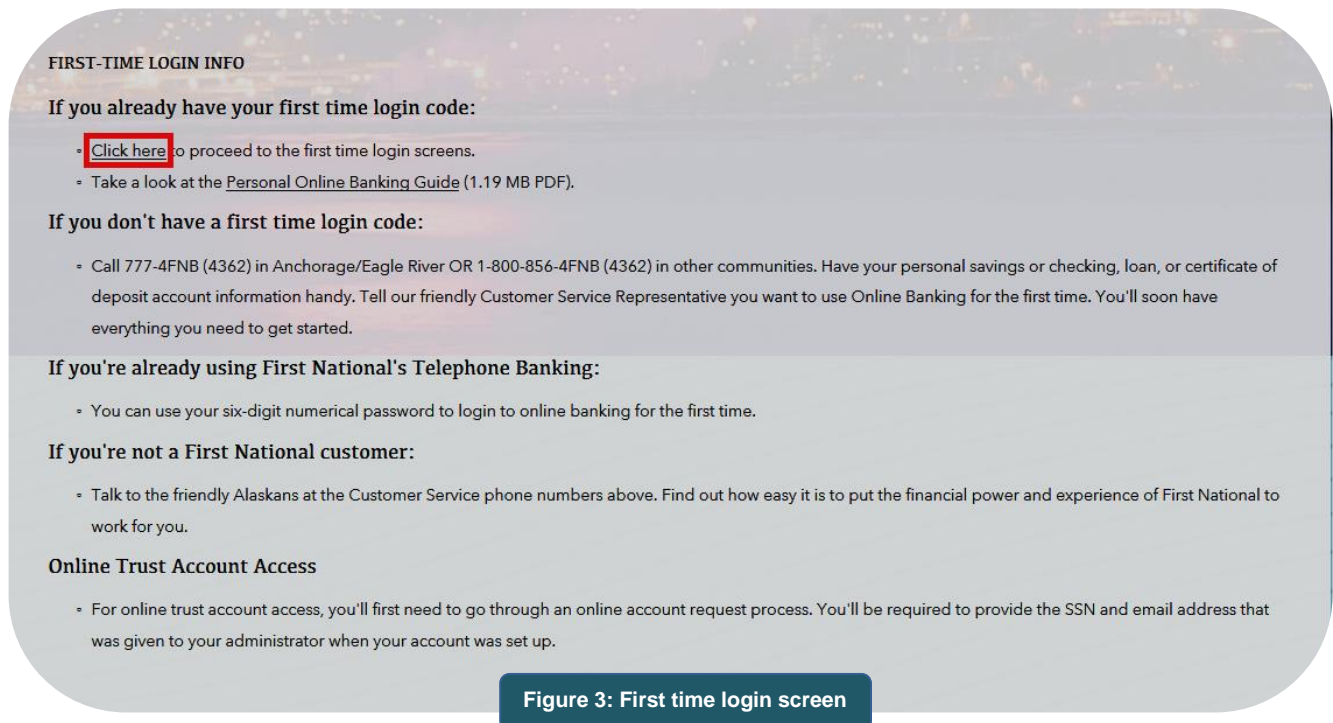 FIRST-TIME LOGIN INFO
If you already have your first time login code:
◦ Click here to proceed to the first time login screens.
◦ Take a look at the Personal Online Banking Guide (1.19 MB PDF).
If you don't have a first time login code:
◦ Call 777-4FNB (4362) in Anchorage/Eagle River OR 1-800-856-4FNB (4362) in other communities. Have your personal savings or checking, loan, or certificate of
deposit account information handy. Tell our friendly Customer Service Representative you want to use Online Banking for the first time. You'll soon have
everything you need to get started.
If you're already using First National's Telephone Banking:
◦ You can use your six-digit numerical password to login to online banking for the first time.
If you're not a First National customer:
◦ Talk to the friendly Alaskans at the Customer Service phone numbers above. Find out how easy it is to put the financial power and experience of First National to
work for you.
Online Trust Account Access
◦ For online trust account access, you'll first need to go through an online account request process. You'll be required to provide the SSN and email address that
was given to your administrator when your account was set up.
Figure 3: First time login screen